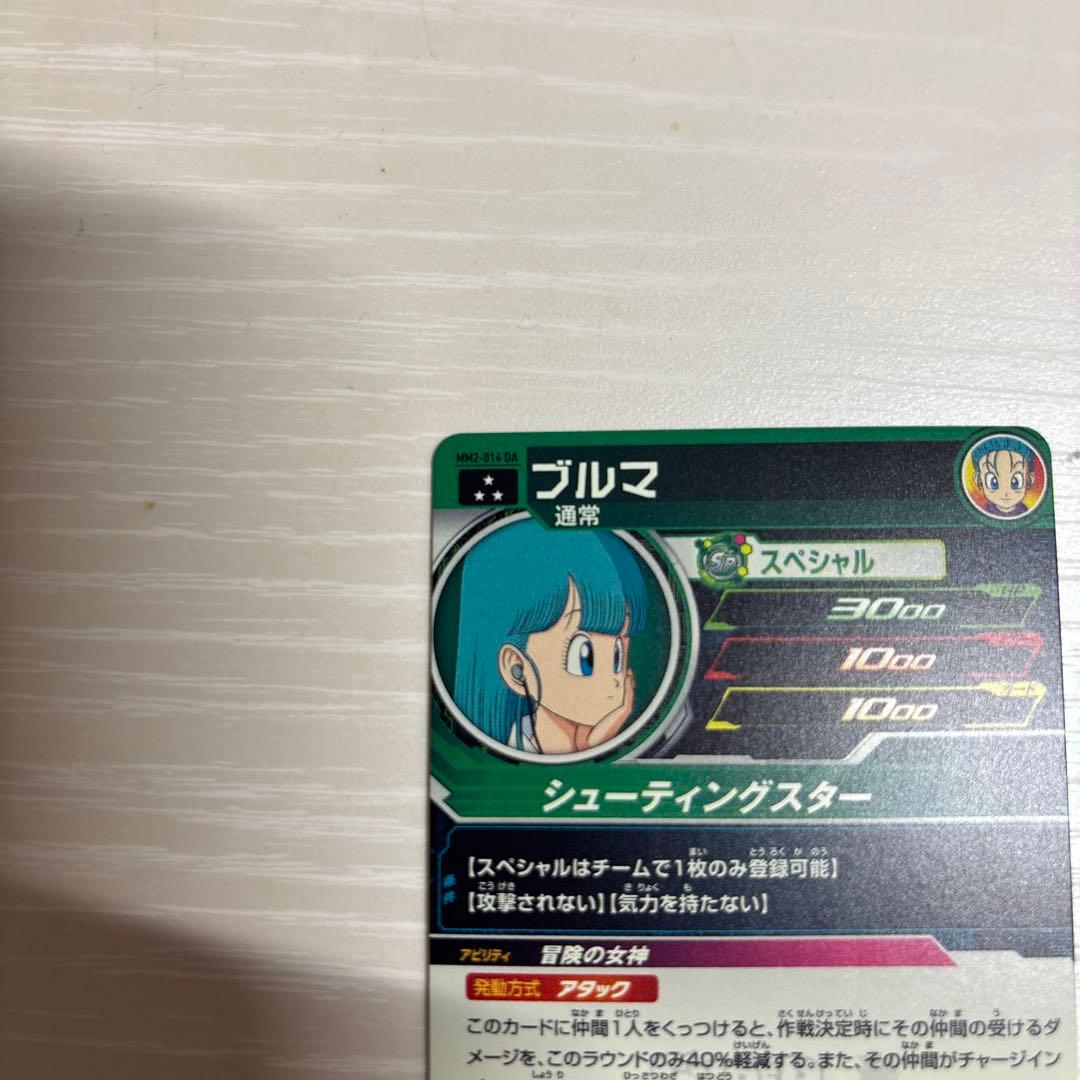 MM2-014 DA
ブルマ
通常
SP スペシャル
HP
3000
1000
ガード
1000
シューティングスター
条件
【スペシャルはチームで1枚のみ登録可能】
【攻撃されない】【気力を持たない】
アビリティ 冒険の女神
発動方式 アタック
このカードに仲間1人をくっつけると、作戦決定時にその仲間の受けるダ
メージを、このラウンドのみ40%軽減する。また、その仲間がチャージイン